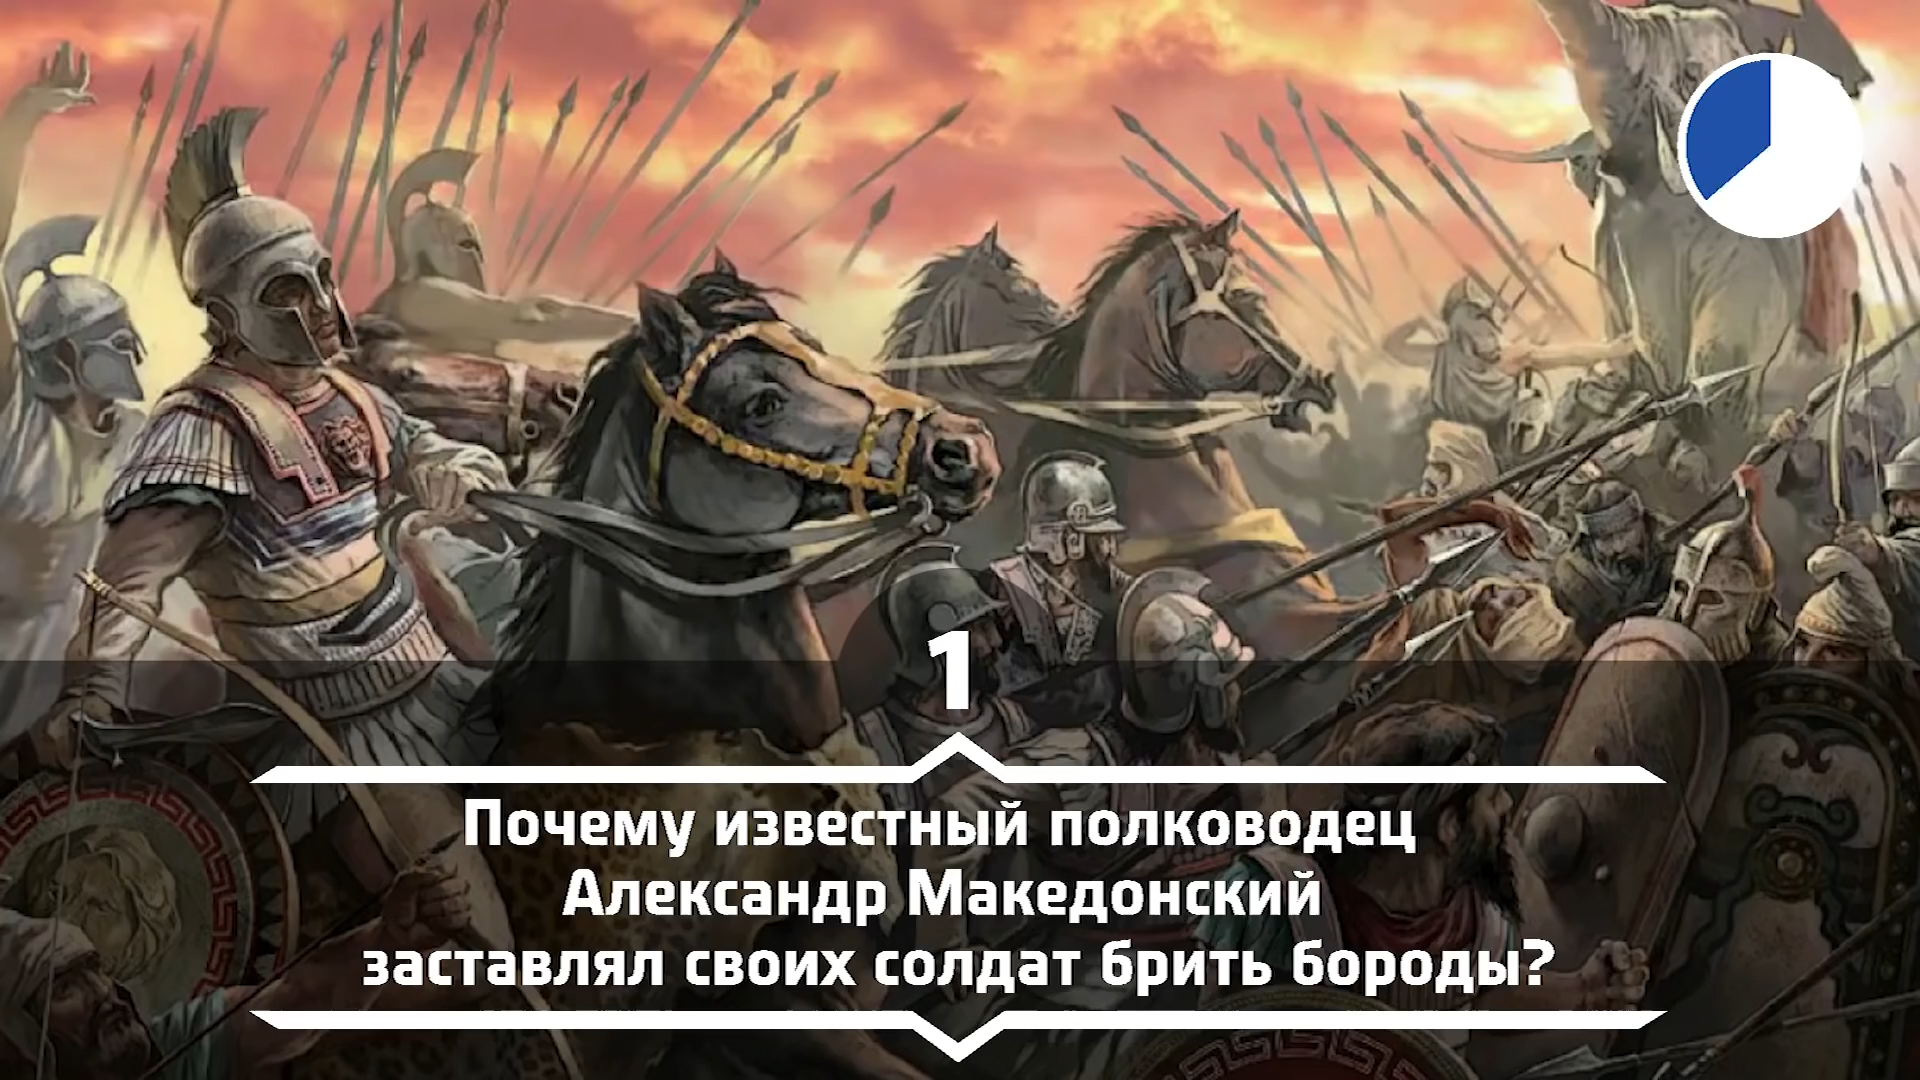 1
Почему известный полководец
Александр Македонский
заставлял своих солдат брить бороды?